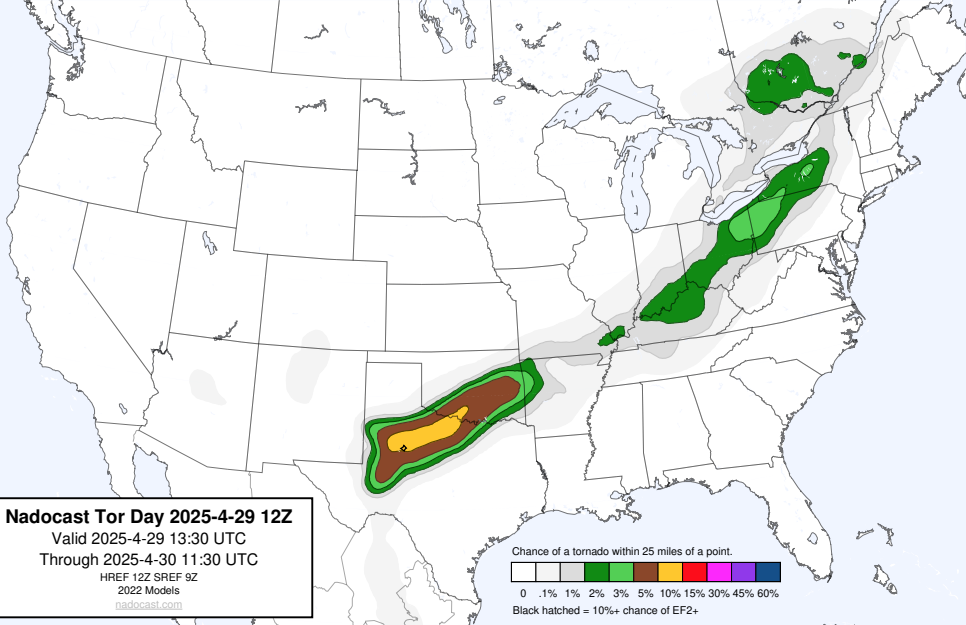 Nadocast Tor Day 2025-4-29 12Z
Valid 2025-4-29 13:30 UTC
Through 2025-4-30 11:30 UTC
HREF 12Z SREF 9Z
2022 Models
nadocast.com
Chance of a tornado within 25 miles of a point.
0 .1% 1% 2% 3% 5% 10% 15% 30% 45% 60%
Black hatched = 10%+ chance of EF2+